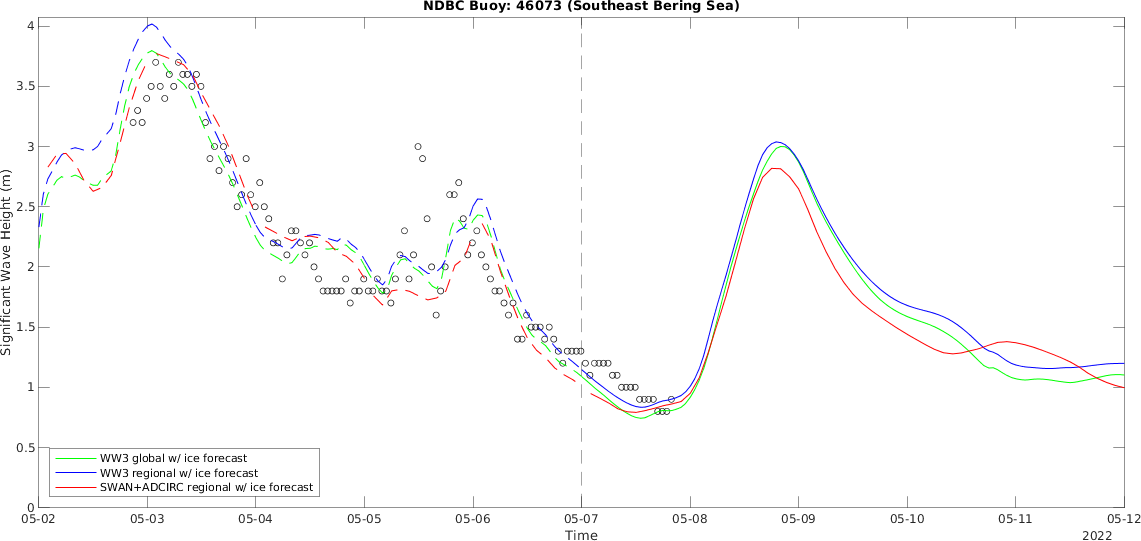 NDBC Buoy: 46073 (Southeast Bering Sea)
Significant Wave Height (m)
4
3.5
3
2.5
2
1.5
1
0.5
0
WW3 global w/ ice forecast
WW3 regional w/ ice forecast
SWAN+ADCIRC regional w/ ice forecast
05-02 05-03 05-04 05-05 05-06 05-07 05-08 05-09 05-10 05-11 05-12
Time
2022